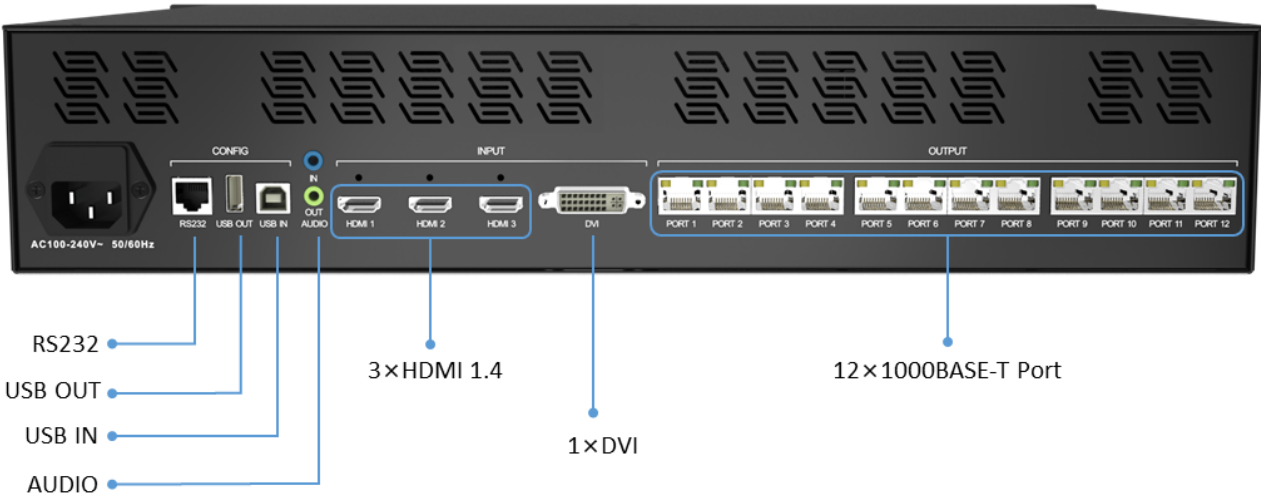 CONFIG
INPUT
OUTPUT
IN
OUT
RS232 USB OUT USB IN AUDIO HDMI 1 HDMI 2 HDMI 3 DVI PORT 1 PORT 2 PORT 3 PORT 4 PORT 5 PORT 6 PORT 7 PORT 8 PORT 9 PORT 10 PORT 11 PORT 12
AC100-240V~ 50/60Hz
RS232
USB OUT
USB IN
AUDIO
3×HDMI 1.4
1×DVI
12×1000BASE-T Port